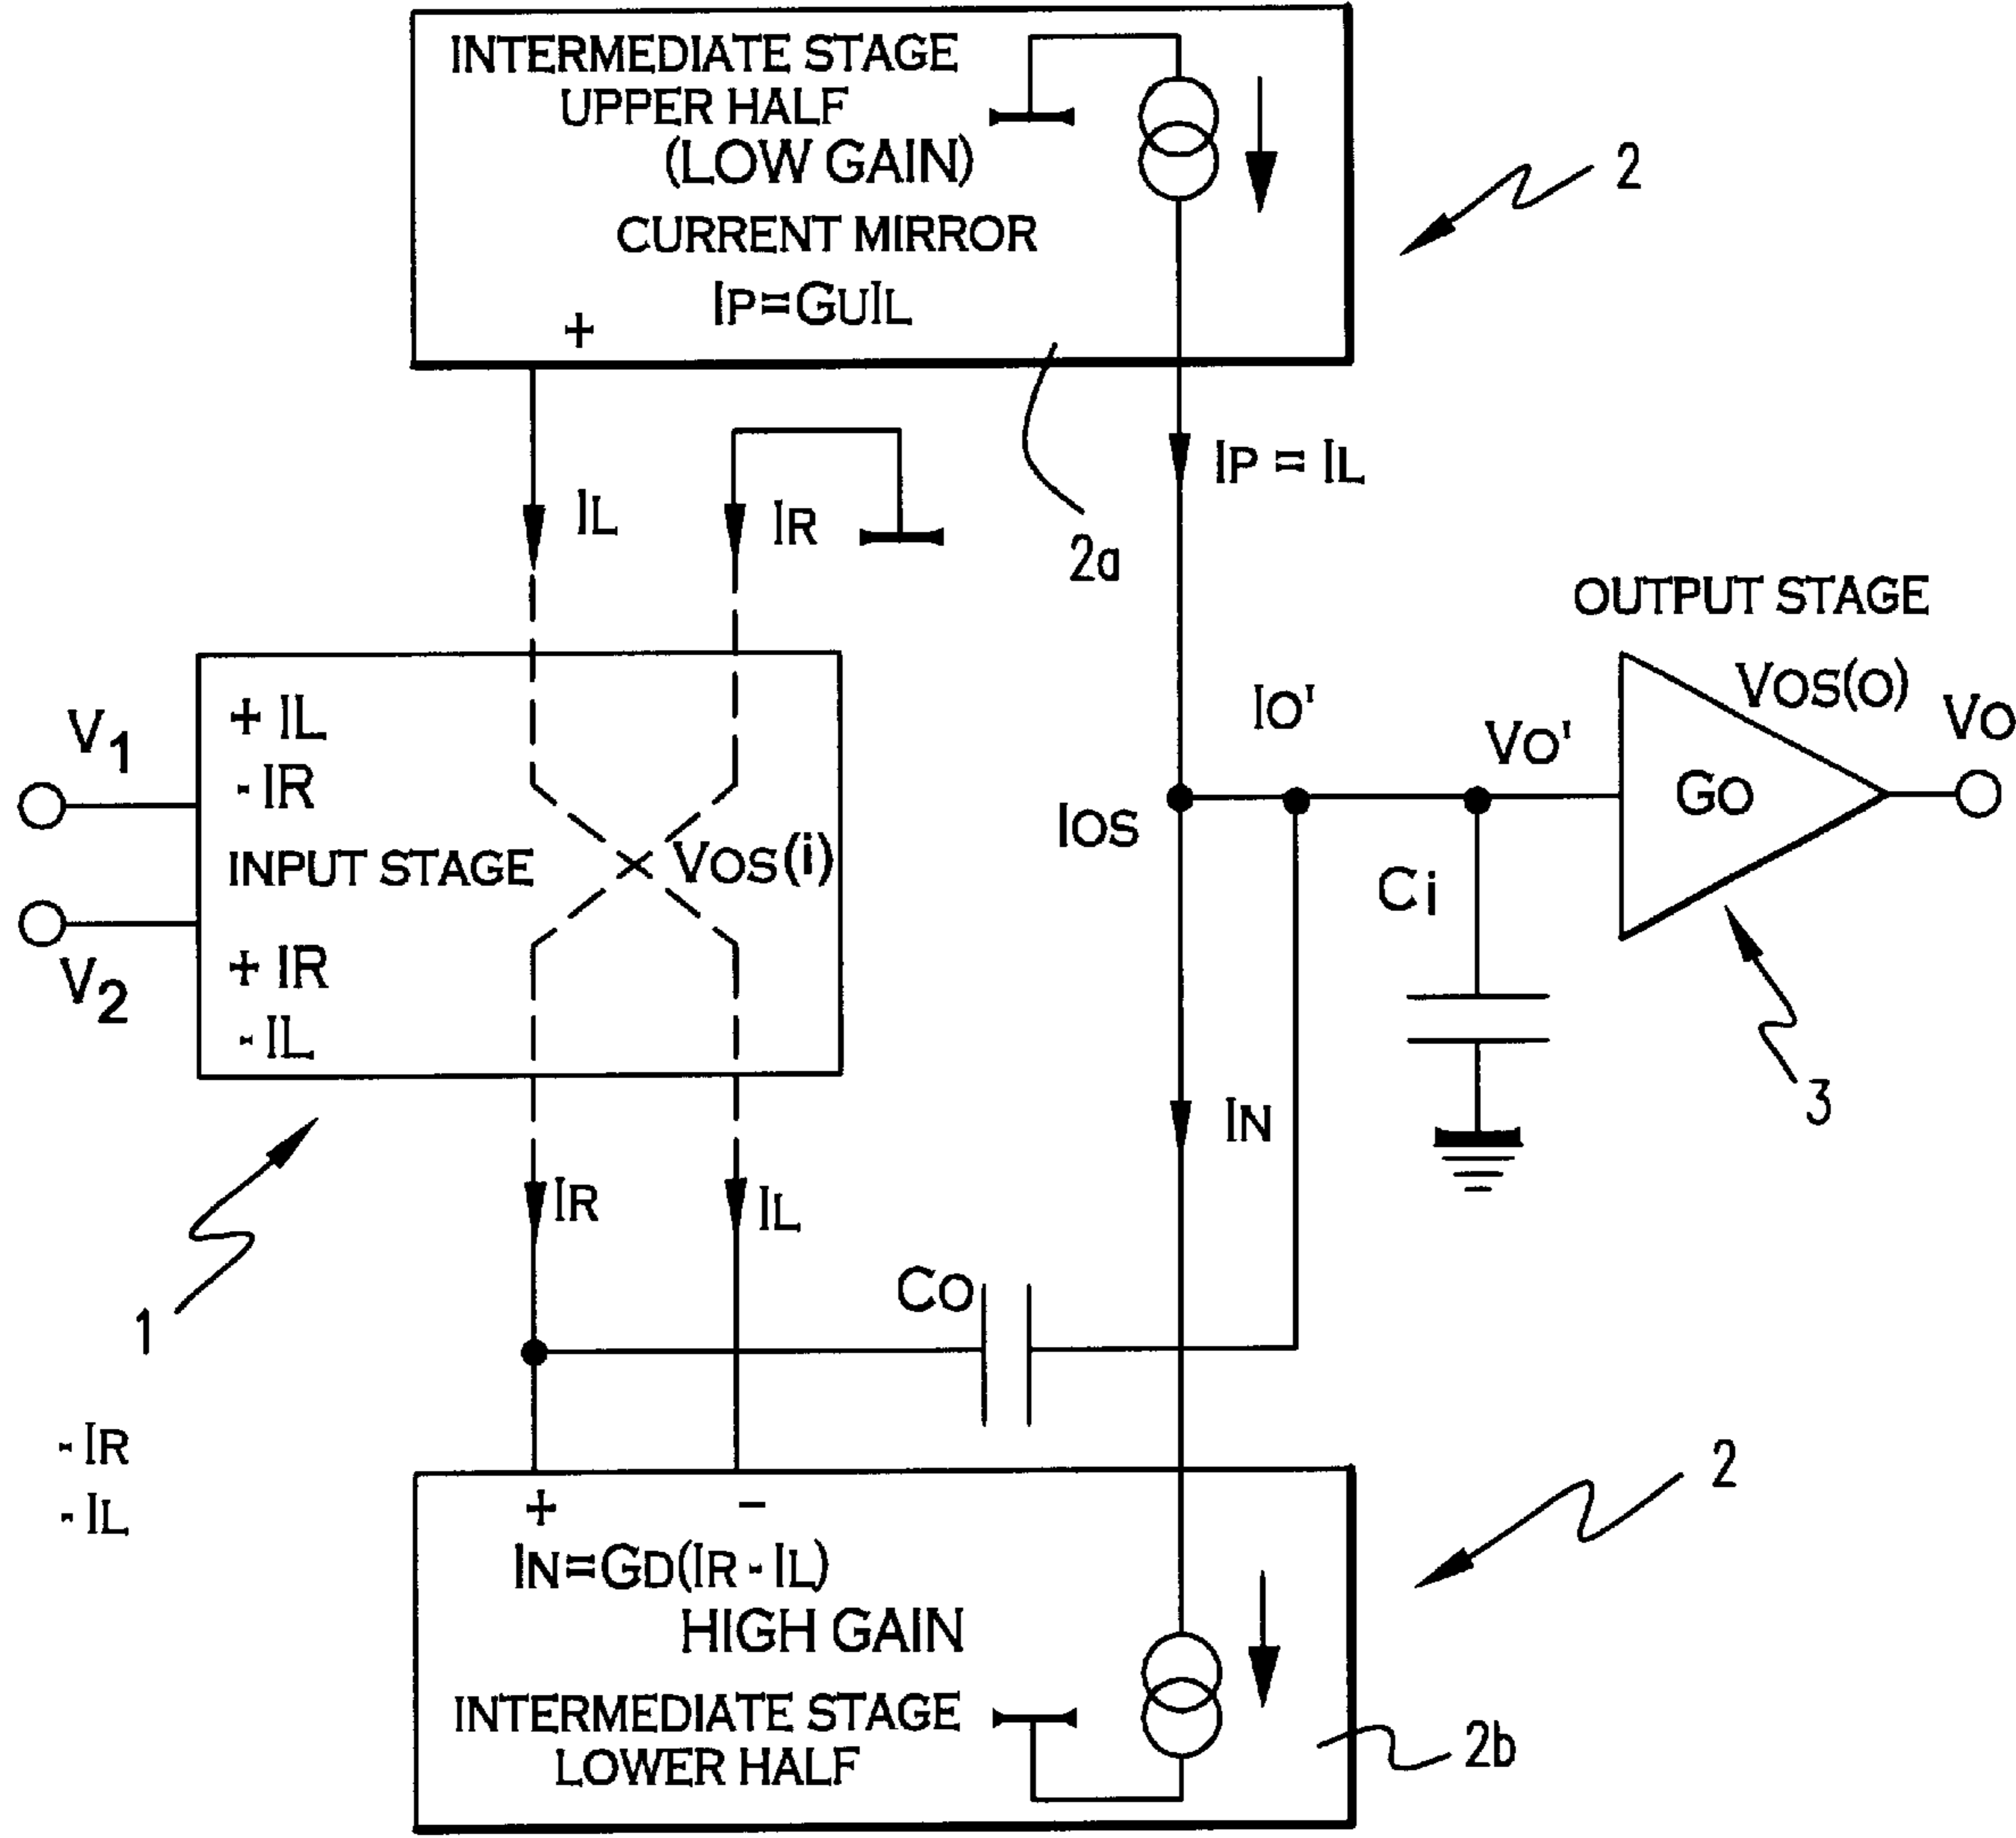 INTERMEDIATE STAGE
UPPER HALF
(LOW GAIN)
CURRENT MIRROR
IP=GUIL
+
2
IL
IR
IP = IL
2a
OUTPUT STAGE
VOS(O)
VO
GO
IO'
VO'
IOS
Ci
3
V1
V2
+ IL
- IR
INPUT STAGE
VOS(i)
+ IR
- IL
1
IR
IL
IN
CO
- IR
- IL
2
+ -
IN=GD(IR - IL)
HIGH GAIN
INTERMEDIATE STAGE
LOWER HALF
2b